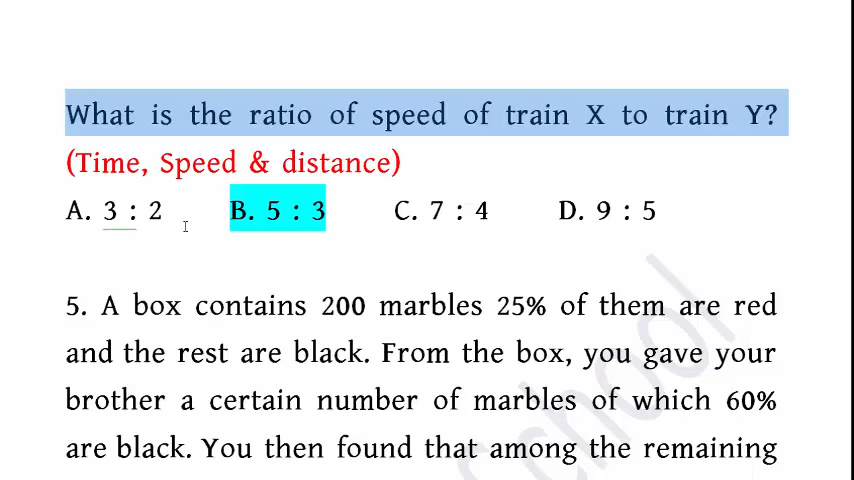 What is the ratio of speed of train X to train Y?
(Time, Speed & distance)
A. 3 : 2 B. 5 : 3 C. 7 : 4 D. 9 : 5
5. A box contains 200 marbles 25% of them are red
and the rest are black. From the box, you gave your
brother a certain number of marbles of which 60%
are black. You then found that among the remaining
School